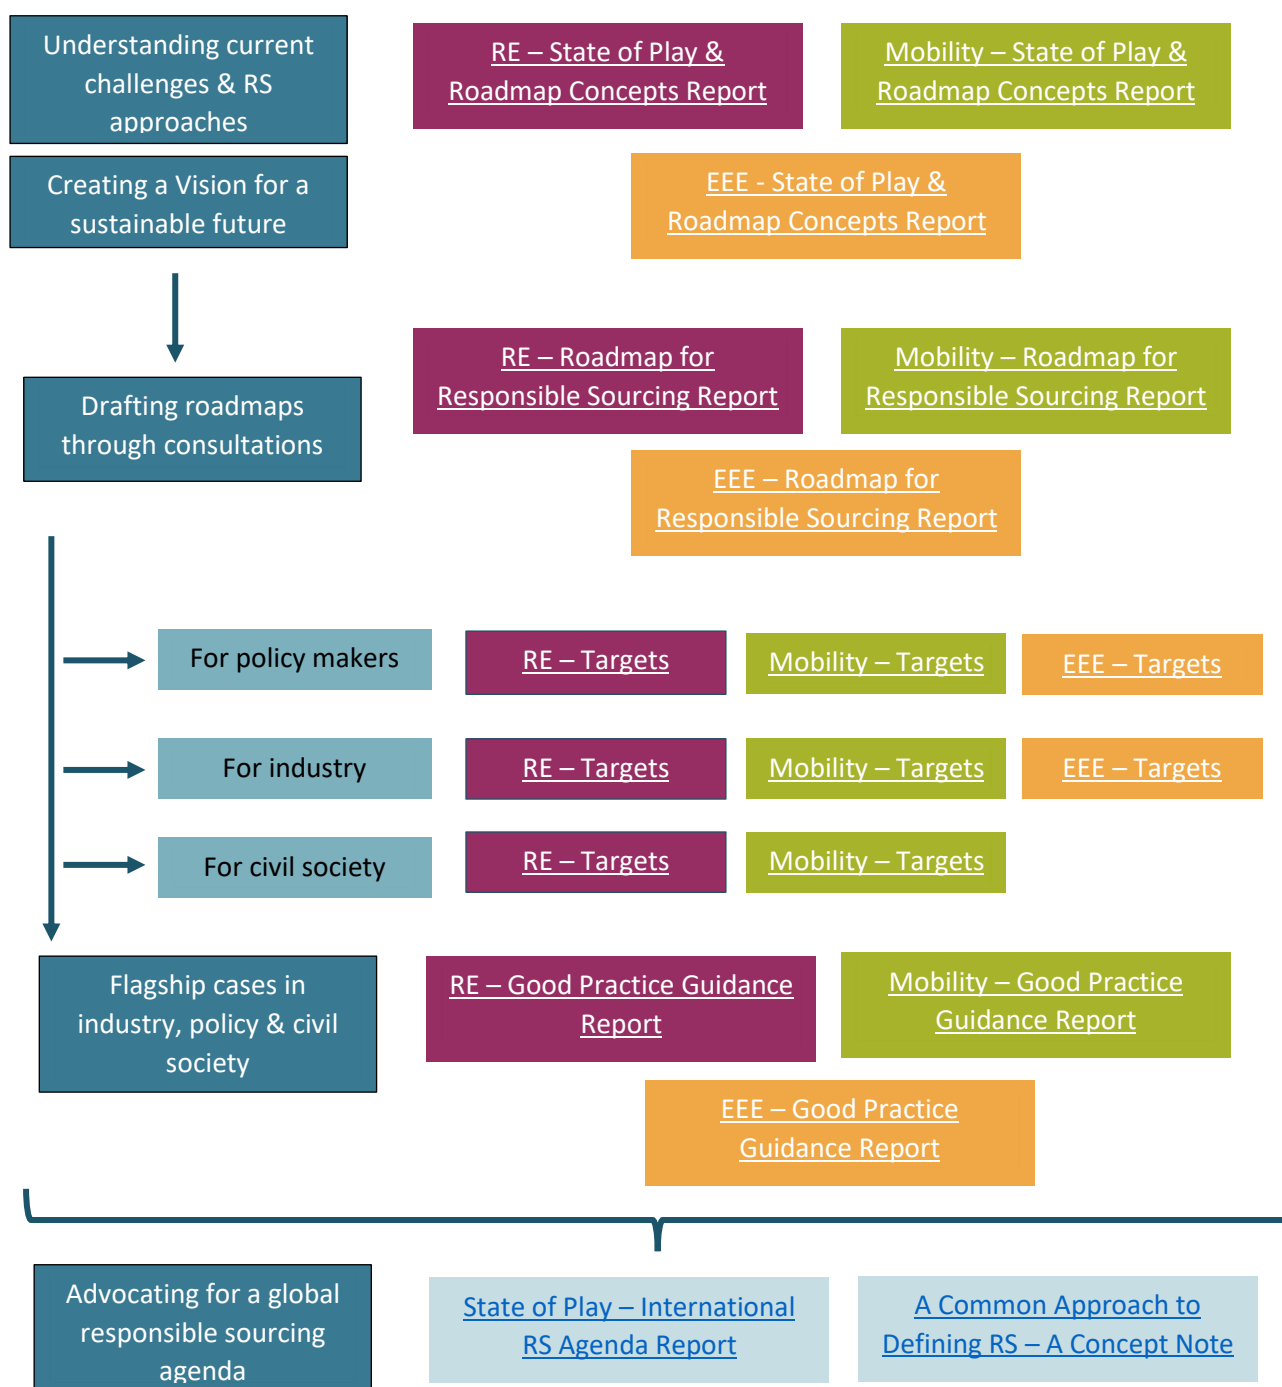 Understanding current
challenges & RS
approaches
RE – State of Play &
Roadmap Concepts Report
Mobility – State of Play &
Roadmap Concepts Report
Creating a Vision for a
sustainable future
EEE - State of Play &
Roadmap Concepts Report
Drafting roadmaps
through consultations
RE – Roadmap for
Responsible Sourcing Report
Mobility – Roadmap for
Responsible Sourcing Report
EEE – Roadmap for
Responsible Sourcing Report
For policy makers
RE – Targets
Mobility – Targets
EEE – Targets
For industry
RE – Targets
Mobility – Targets
EEE – Targets
For civil society
RE – Targets
Mobility – Targets
Flagship cases in
industry, policy & civil
society
RE – Good Practice Guidance
Report
Mobility – Good Practice
Guidance Report
EEE – Good Practice
Guidance Report
Advocating for a global
responsible sourcing
agenda
State of Play – International
RS Agenda Report
A Common Approach to
Defining RS – A Concept Note